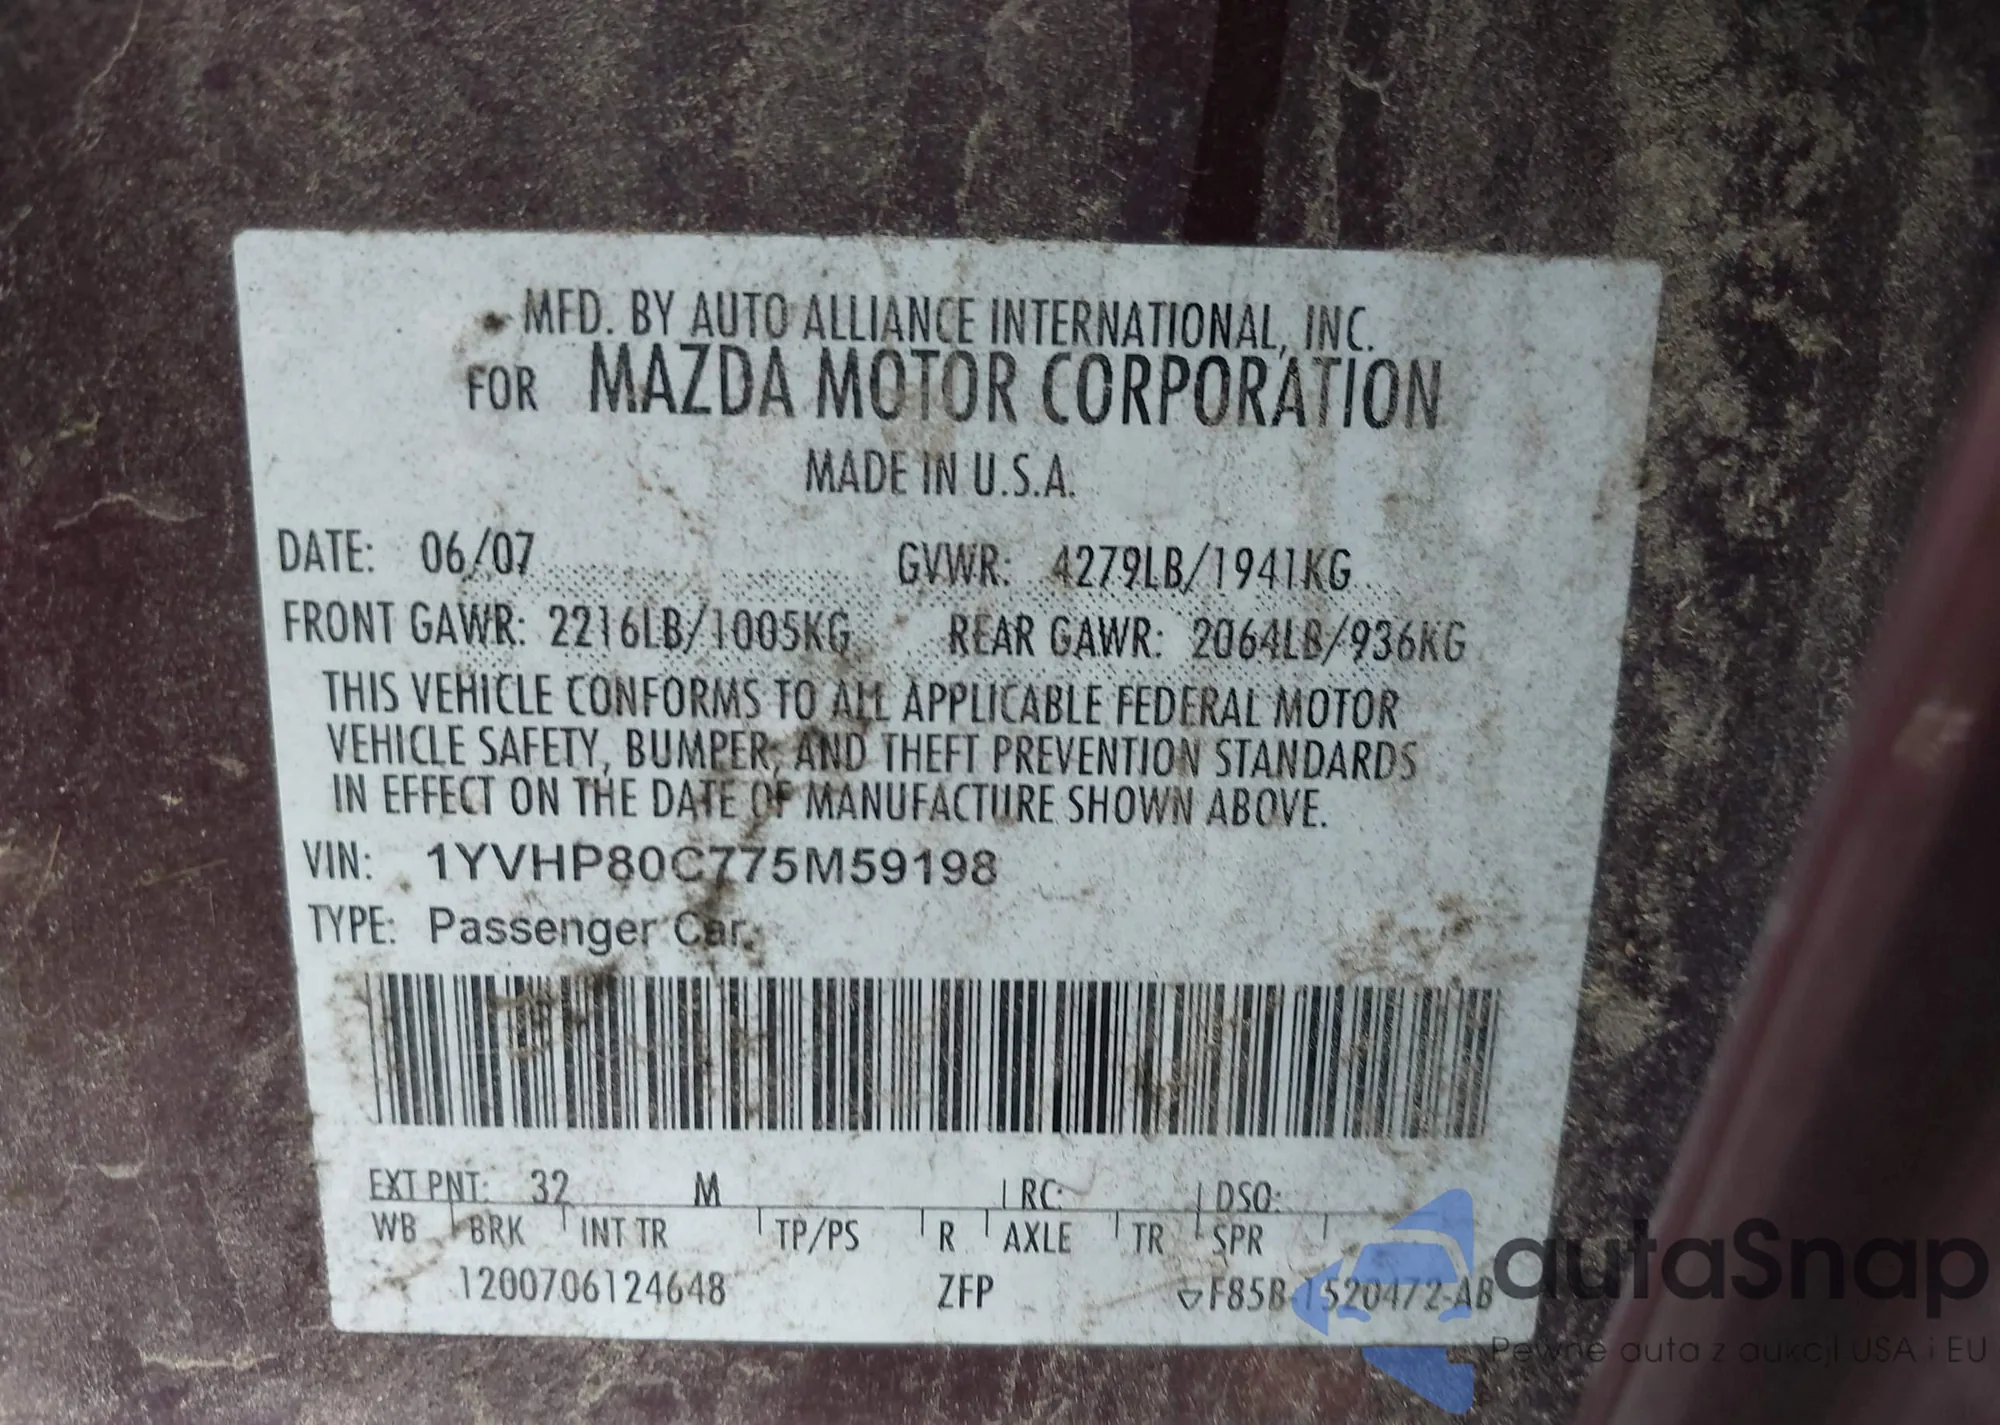 MFD. BY AUTO ALLIANCE INTERNATIONAL, INC.
FOR MAZDA MOTOR CORPORATION
MADE IN U.S.A.
DATE: 06/07 GVWR: 4279LB/1941KG
FRONT GAWR: 2216LB/1005KG REAR GAWR: 2064LB/936KG
THIS VEHICLE CONFORMS TO ALL APPLICABLE FEDERAL MOTOR
VEHICLE SAFETY, BUMPER, AND THEFT PREVENTION STANDARDS
IN EFFECT ON THE DATE OF MANUFACTURE SHOWN ABOVE.
VIN: 1YVHP80C775M59198
TYPE: Passenger Car
EXT PNT: 32 M RC: DSO:
WB BRK INT TR TP/PS R AXLE TR SPR
1200706124648 ZFP F85B-1520472-AB
autaSnap
Pewne auta z aukcji USA i EU